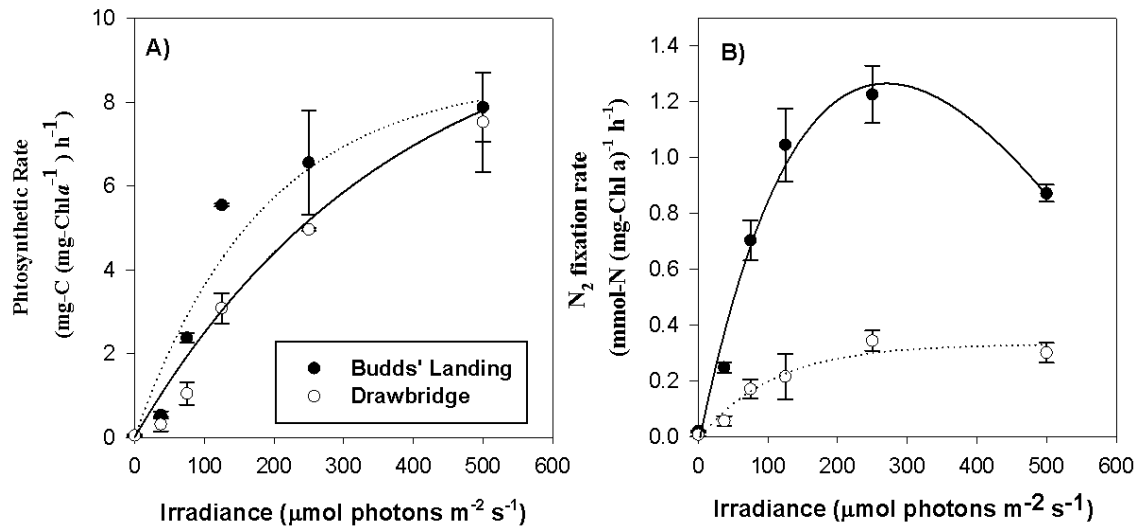 A)
Phtosynthetic Rate
(mg-C (mg-Chla⁻¹) h⁻¹)
10
8
6
4
2
0
Budds' Landing
Drawbridge
0 100 200 300 400 500 600
Irradiance (μmol photons m⁻² s⁻¹)
B)
N₂ fixation rate
(mmol-N (mg-Chl a)⁻¹ h⁻¹)
1.4
1.2
1.0
0.8
0.6
0.4
0.2
0.0
0 100 200 300 400 500 600
Irradiance (μmol photons m⁻² s⁻¹)